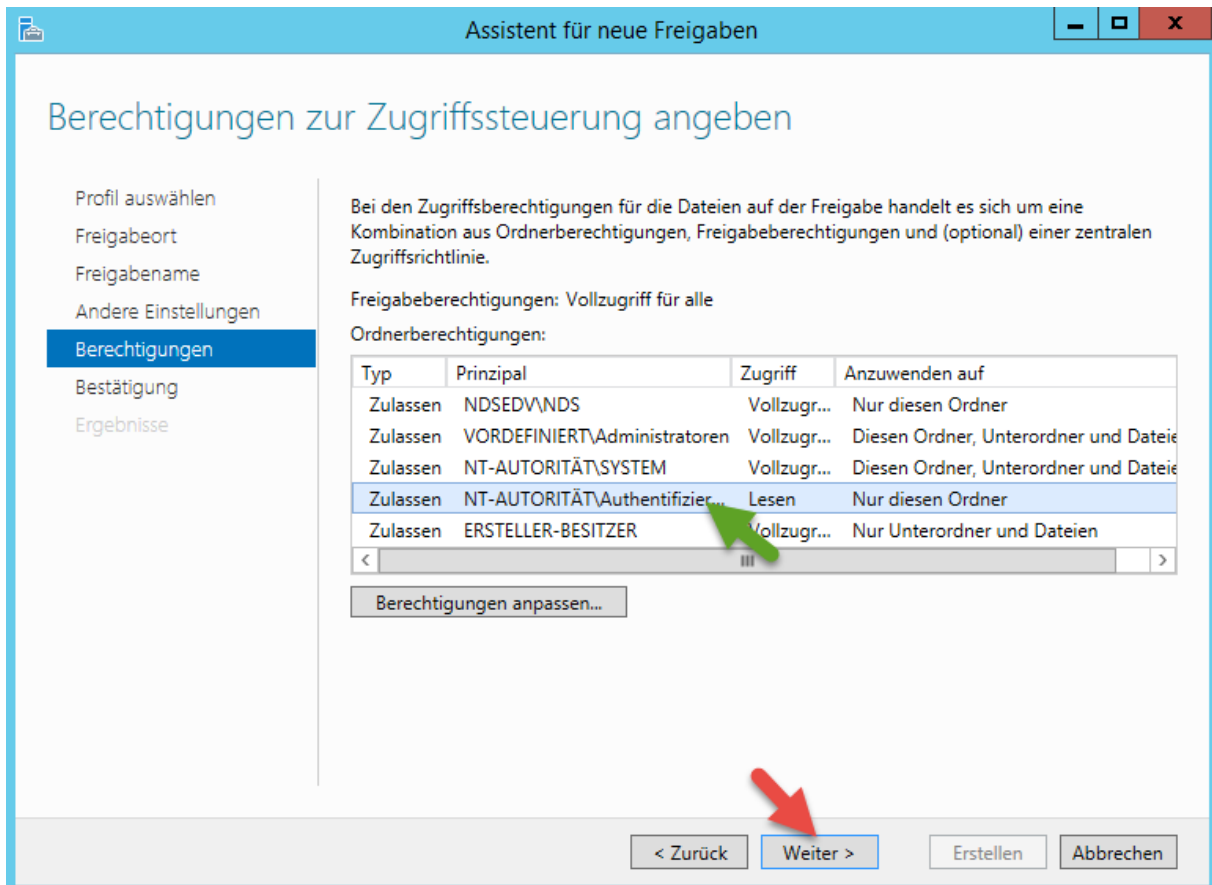 Assistent für neue Freigaben
Berechtigungen zur Zugriffssteuerung angeben
Profil auswählen
Freigabeort
Freigabename
Andere Einstellungen
Berechtigungen
Bestätigung
Ergebnisse
Bei den Zugriffsberechtigungen für die Dateien auf der Freigabe handelt es sich um eine
Kombination aus Ordnerberechtigungen, Freigabeberechtigungen und (optional) einer zentralen
Zugriffsrichtlinie.
Freigabeberechtigungen: Vollzugriff für alle
Ordnerberechtigungen:
Typ Prinzipal Zugriff Anzuwenden auf
Zulassen NDSEDV\NDS Vollzugr... Nur diesen Ordner
Zulassen VORDEFINIERT\Administratoren Vollzugr... Diesen Ordner, Unterordner und Dateie
Zulassen NT-AUTORITÄT\SYSTEM Vollzugr... Diesen Ordner, Unterordner und Dateie
Zulassen NT-AUTORITÄT\Authentifizier... Lesen Nur diesen Ordner
Zulassen ERSTELLER-BESITZER Vollzugr... Nur Unterordner und Dateien
Berechtigungen anpassen...
< Zurück Weiter > Erstellen Abbrechen